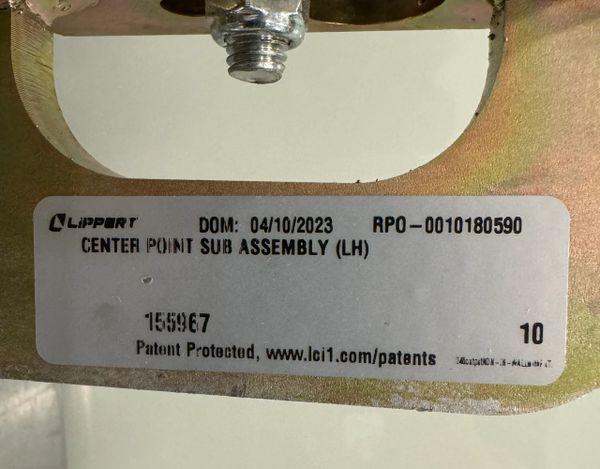 LIPPERT DOM: 04/10/2023 RPO-0010180590
CENTER POINT SUB ASSEMBLY (LH)
155967 10
Patent Protected, www.lci1.com/patents